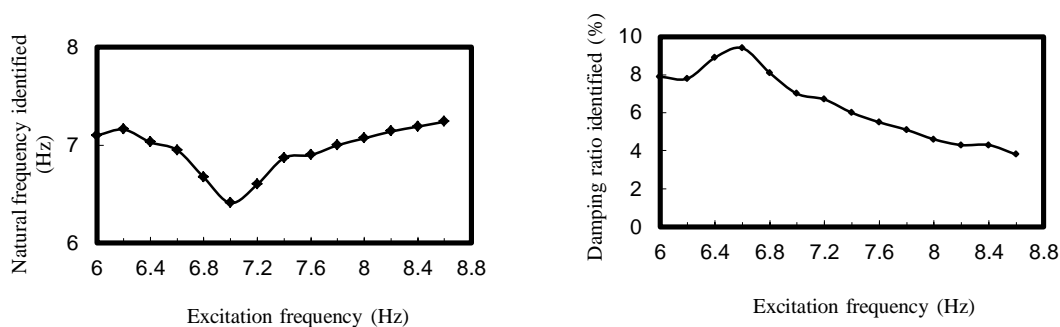 Natural frequency identified
(Hz)
8
7
6
6 6.4 6.8 7.2 7.6 8 8.4 8.8
Excitation frequency (Hz)
Damping ratio identified (%)
10
8
6
4
2
0
6 6.4 6.8 7.2 7.6 8 8.4 8.8
Excitation frequency (Hz)